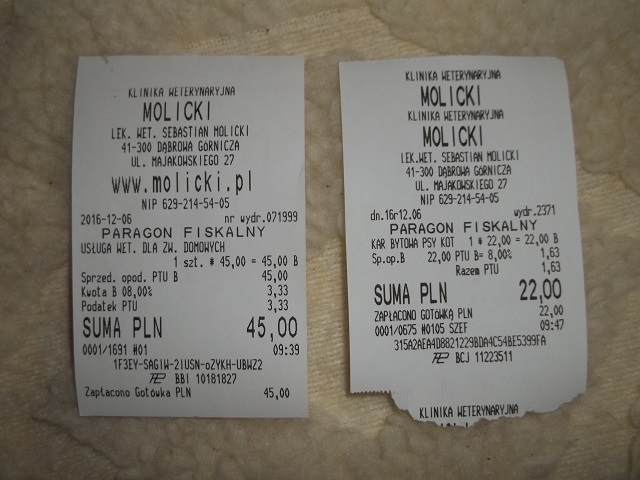 KLINIKA WETERYNARYJNA
MOLICKI
LEK. WET. SEBASTIAN MOLICKI
41-300 DĄBROWA GÓRNICZA
UL. MAJAKOWSKIEGO 27
www.molicki.pl
NIP 629-214-54-05
2016-12-06 nr wydr.071999
PARAGON FISKALNY
USŁUGA WET. DLA ZW. DOMOWYCH
1 szt. * 45,00 = 45,00 B
Sprzed. opod. PTU B 45,00
Kwota B 08,00% 3,33
Podatek PTU 3,33
SUMA PLN 45,00
0001/1691 #01 09:39
1F3EY-SAGIW-2IUSN-oZYKH-UBWZ2
BBI 10181827
Zapłacono Gotówka PLN 45,00
KLINIKA WETERYNARYJNA
MOLICKI
KLINIKA WETERYNARYJNA
MOLICKI
LEK.WET. SEBASTIAN MOLICKI
41-300 DĄBROWA GÓRNICZA
UL. MAJAKOWSKIEGO 27
NIP 629-214-54-05
dn.16r12.06 wydr.2371
PARAGON FISKALNY
KAR BYTOWA PSY KOT 1 * 22,00 = 22,00 B
Sp.op.B 22,00 PTU B= 8,00% 1,63
Razem PTU 1,63
SUMA PLN 22,00
ZAPŁACONO GOTÓWKĄ PLN 22,00
0001/0675 #0105 SZEF 09:47
315A2AEA4D8821229BDA4C54BE5399FA
BCJ 11223511
KLINIKA WETERYNARYJNA